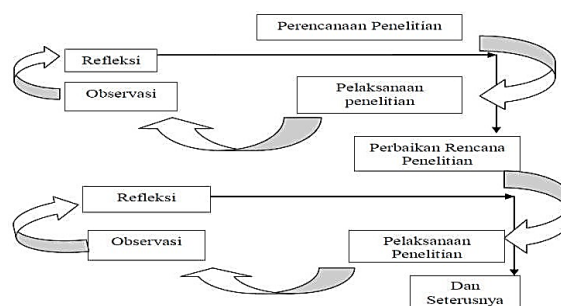 Perencanaan Penelitian
Refleksi
Observasi
Pelaksanaan
penelitian
Perbaikan Rencana
Penelitian
Refleksi
Observasi
Pelaksanaan
Penelitian
Dan
Seterusnya